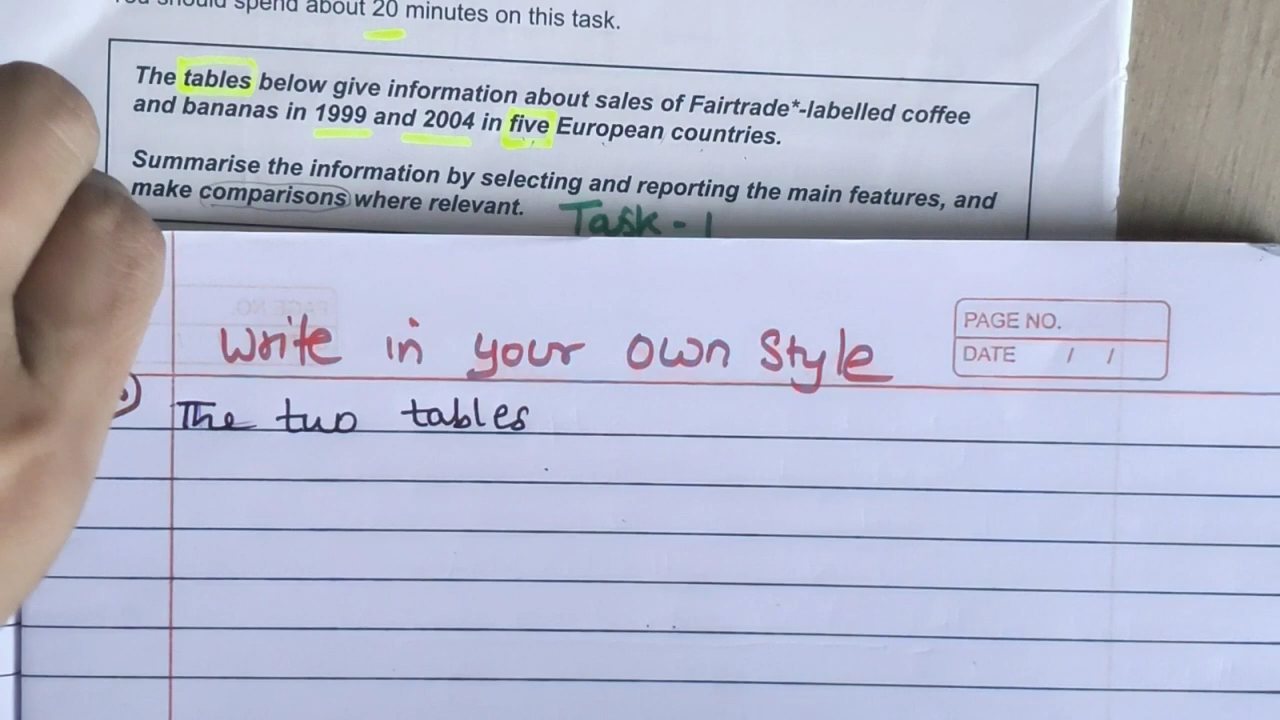 should spend about 20 minutes on this task.
The tables below give information about sales of Fairtrade*-labelled coffee
and bananas in 1999 and 2004 in five European countries.
Summarise the information by selecting and reporting the main features, and
make comparisons where relevant.
Task - 1
PAGE NO.
DATE / /
Write in your own Style
The two tables